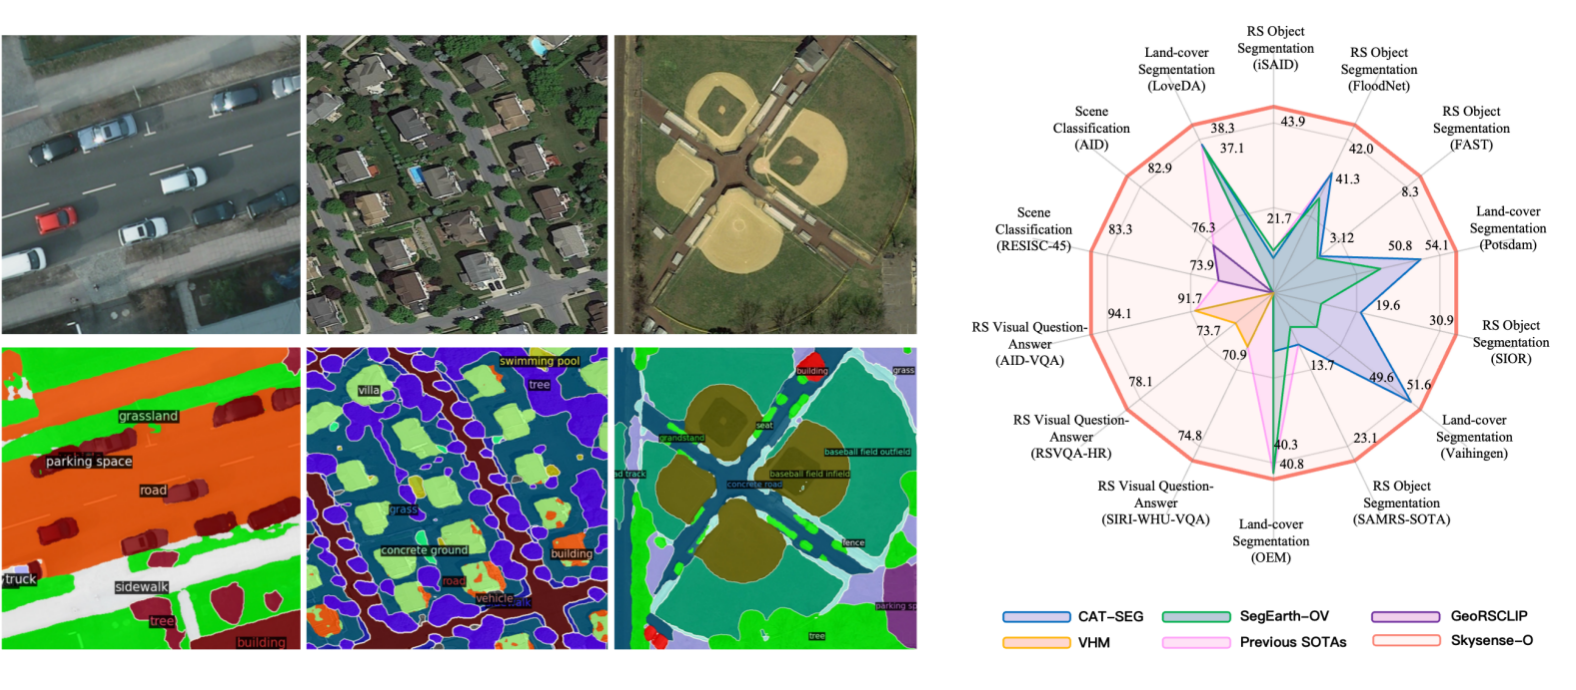 grassland
parking space
road
truck
sidewalk
tree
building
swimming pool
tree
villa
grass
concrete ground
building
road
vehicle
building
grass
seat
grandstand
baseball field outfield
baseball field infield
concrete road
fence
tree
RS Object
Segmentation
(iSAID)
RS Object
Segmentation
(FloodNet)
RS Object
Segmentation
(FAST)
Land-cover
Segmentation
(Potsdam)
RS Object
Segmentation
(SIOR)
Land-cover
Segmentation
(Vaihingen)
RS Object
Segmentation
(SAMRS-SOTA)
Land-cover
Segmentation
(OEM)
RS Visual Question-
Answer
(SIRI-WHU-VQA)
RS Visual Question-
Answer
(RSVQA-HR)
RS Visual Question-
Answer
(AID-VQA)
Scene
Classification
(RESISC-45)
Scene
Classification
(AID)
Land-cover
Segmentation
(LoveDA)
43.9
21.7
42.0
41.3
8.3
3.12
54.1
50.8
30.9
19.6
51.6
49.6
23.1
13.7
40.3
40.8
74.8
70.9
78.1
73.7
94.1
91.7
83.3
73.9
82.9
76.3
38.3
37.1
CAT-SEG
SegEarth-OV
GeoRSCLIP
VHM
Previous SOTAs
Skysense-O